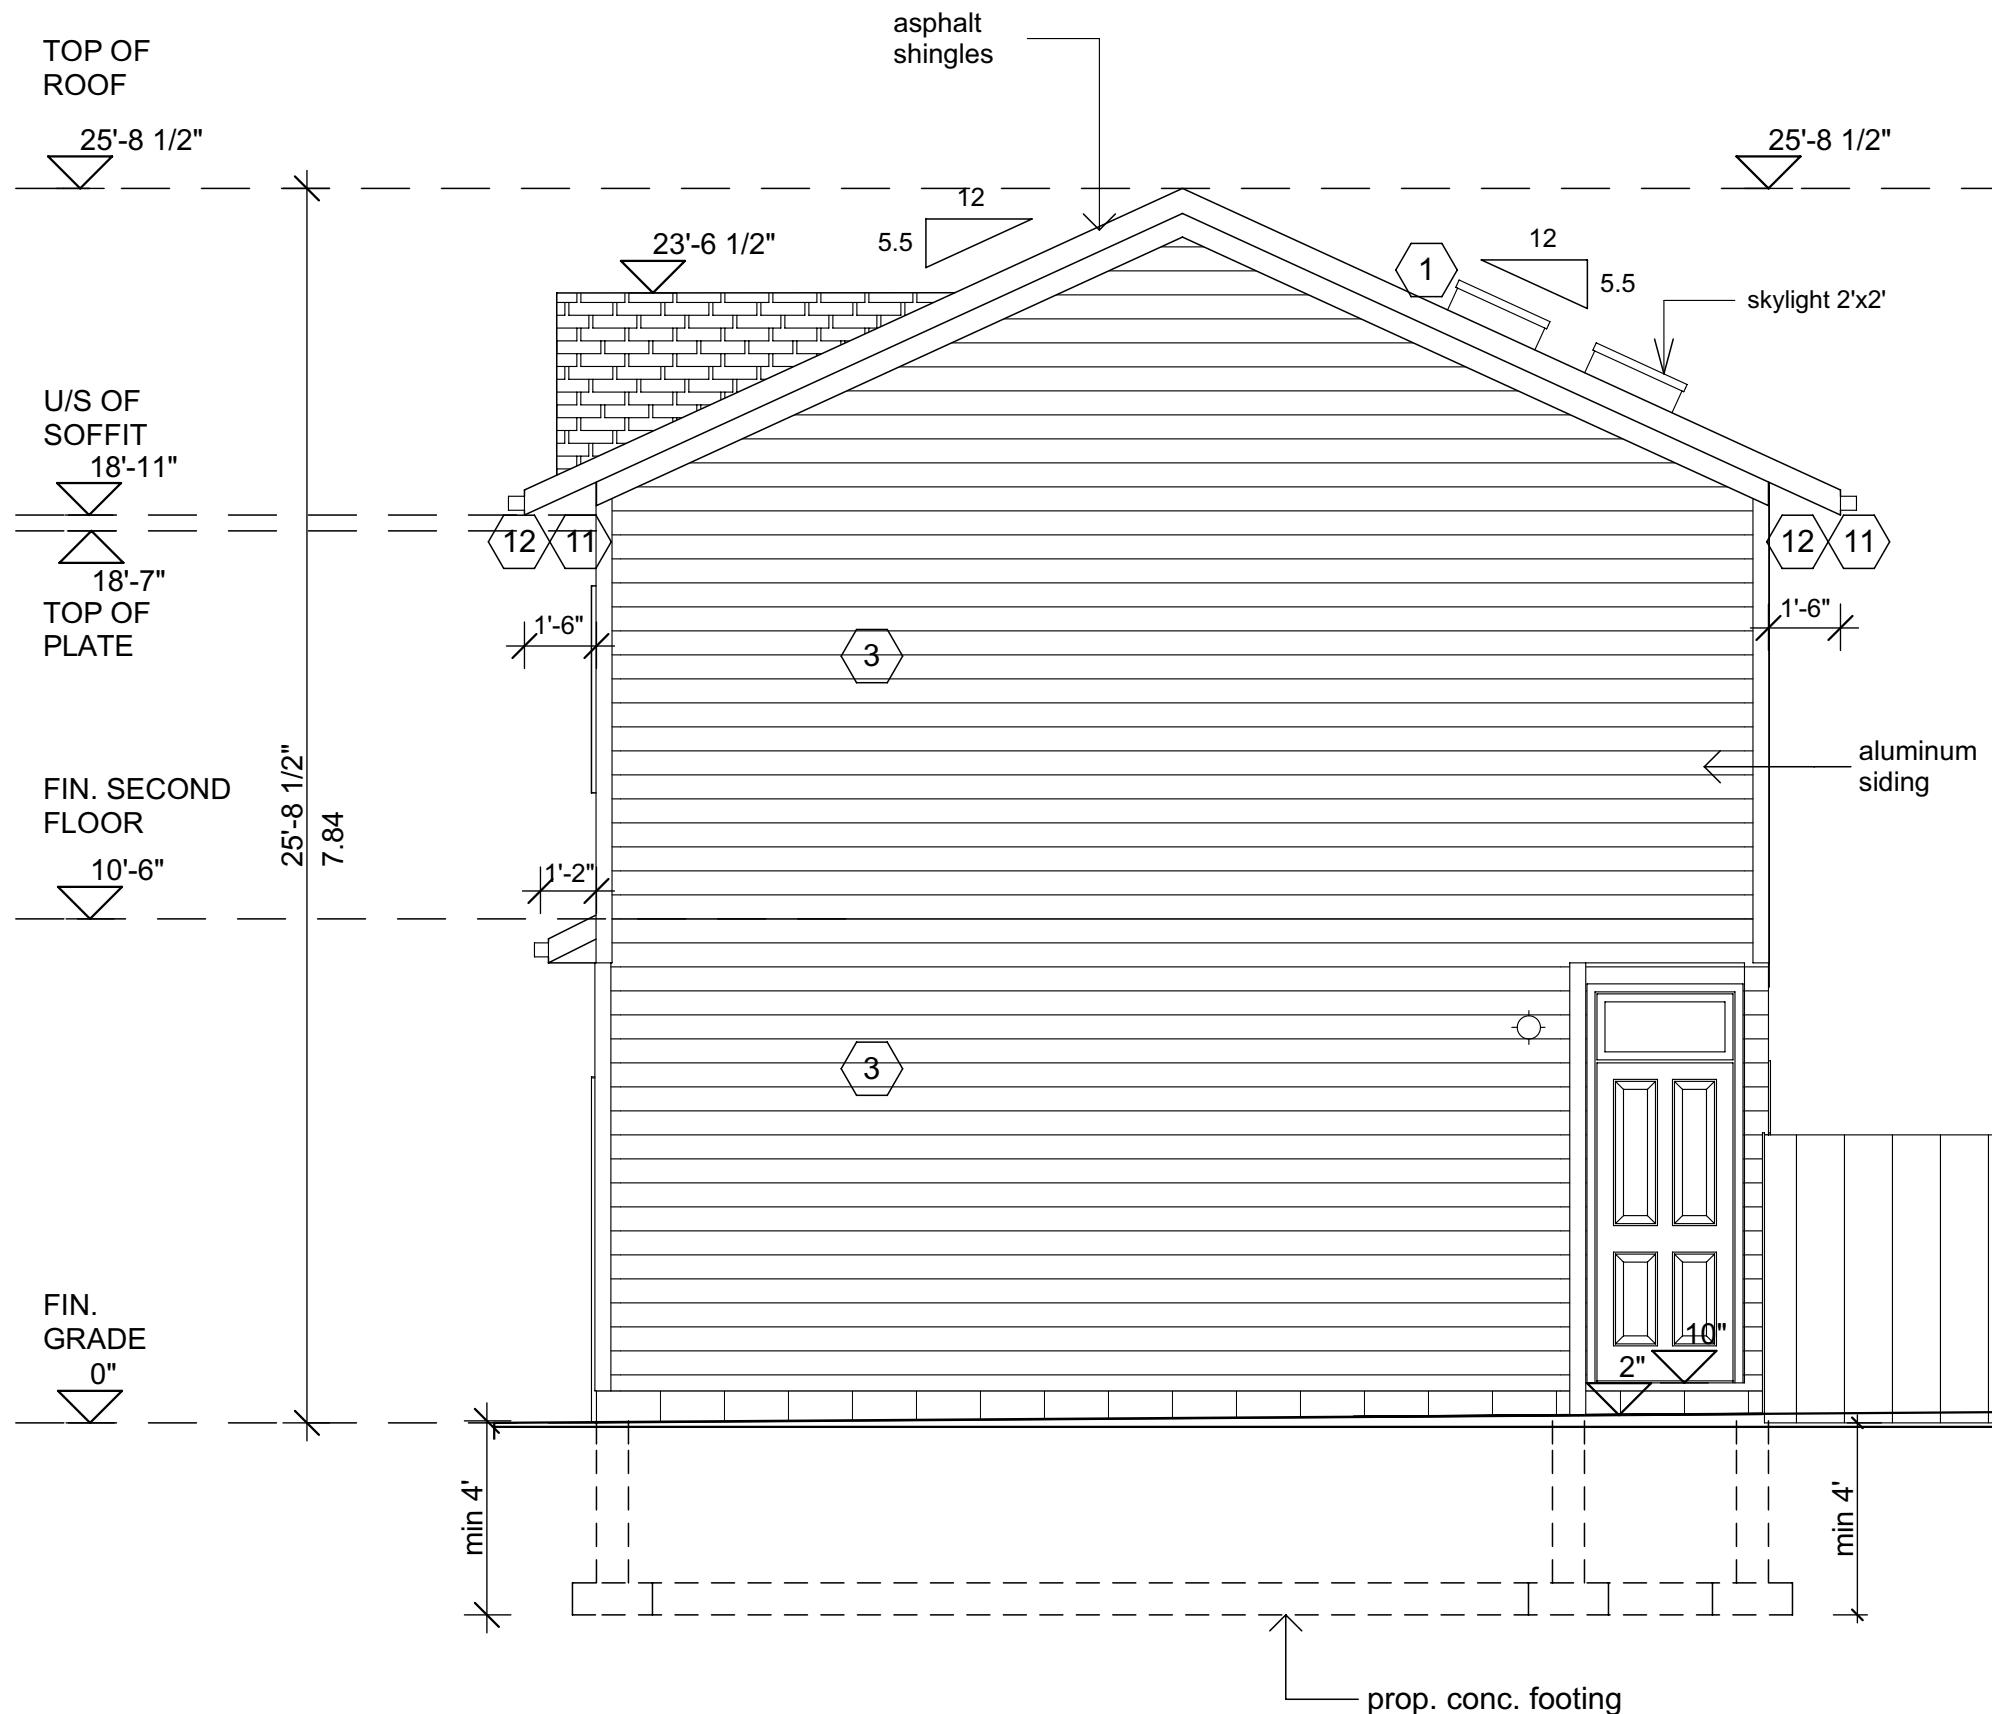 asphalt
shingles
TOP OF
ROOF
25'-8 1/2"
25'-8 1/2"
12
5.5
23'-6 1/2"
12
5.5
1
skylight 2'x2'
U/S OF
SOFFIT
18'-11"
12
11
12
11
18'-7"
TOP OF
PLATE
1'-6"
1'-6"
3
aluminum
siding
25'-8 1/2"
7.84
FIN. SECOND
FLOOR
10'-6"
1'-2"
3
FIN.
GRADE
0"
10"
2"
min 4'
min 4'
prop. conc. footing